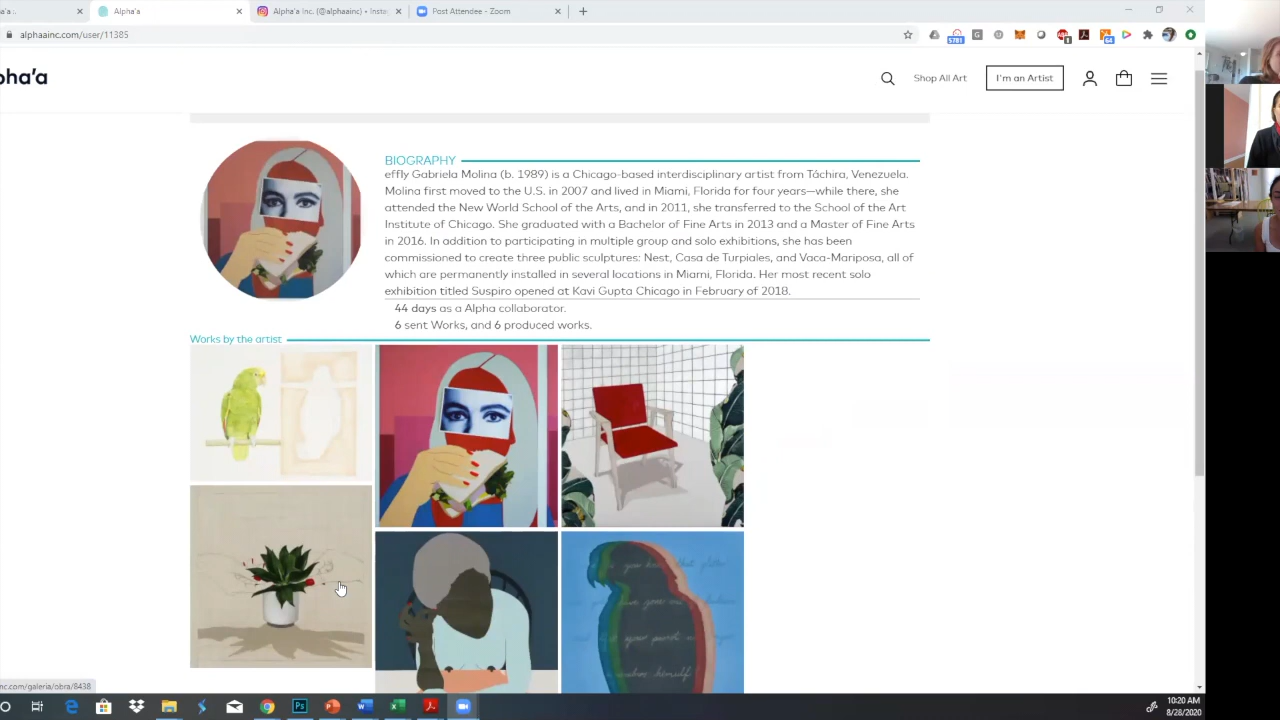 Alpha'a
Alpha'a Inc. (@alphaainc) • Insta
Post Attendee - Zoom
alphaainc.com/user/11385
pha'a
Shop All Art
I'm an Artist
BIOGRAPHY
effly Gabriela Molina (b. 1989) is a Chicago-based interdisciplinary artist from Táchira, Venezuela.
Molina first moved to the U.S. in 2007 and lived in Miami, Florida for four years—while there, she
attended the New World School of the Arts, and in 2011, she transferred to the School of the Art
Institute of Chicago. She graduated with a Bachelor of Fine Arts in 2013 and a Master of Fine Arts
in 2016. In addition to participating in multiple group and solo exhibitions, she has been
commissioned to create three public sculptures: Nest, Casa de Turpiales, and Vaca-Mariposa, all of
which are permanently installed in several locations in Miami, Florida. Her most recent solo
exhibition titled Suspiro opened at Kavi Gupta Chicago in February of 2018.
44 days as a Alpha collaborator.
6 sent Works, and 6 produced works.
Works by the artist
inc.com/galeria/obra/8438
10:20 AM
8/28/2020